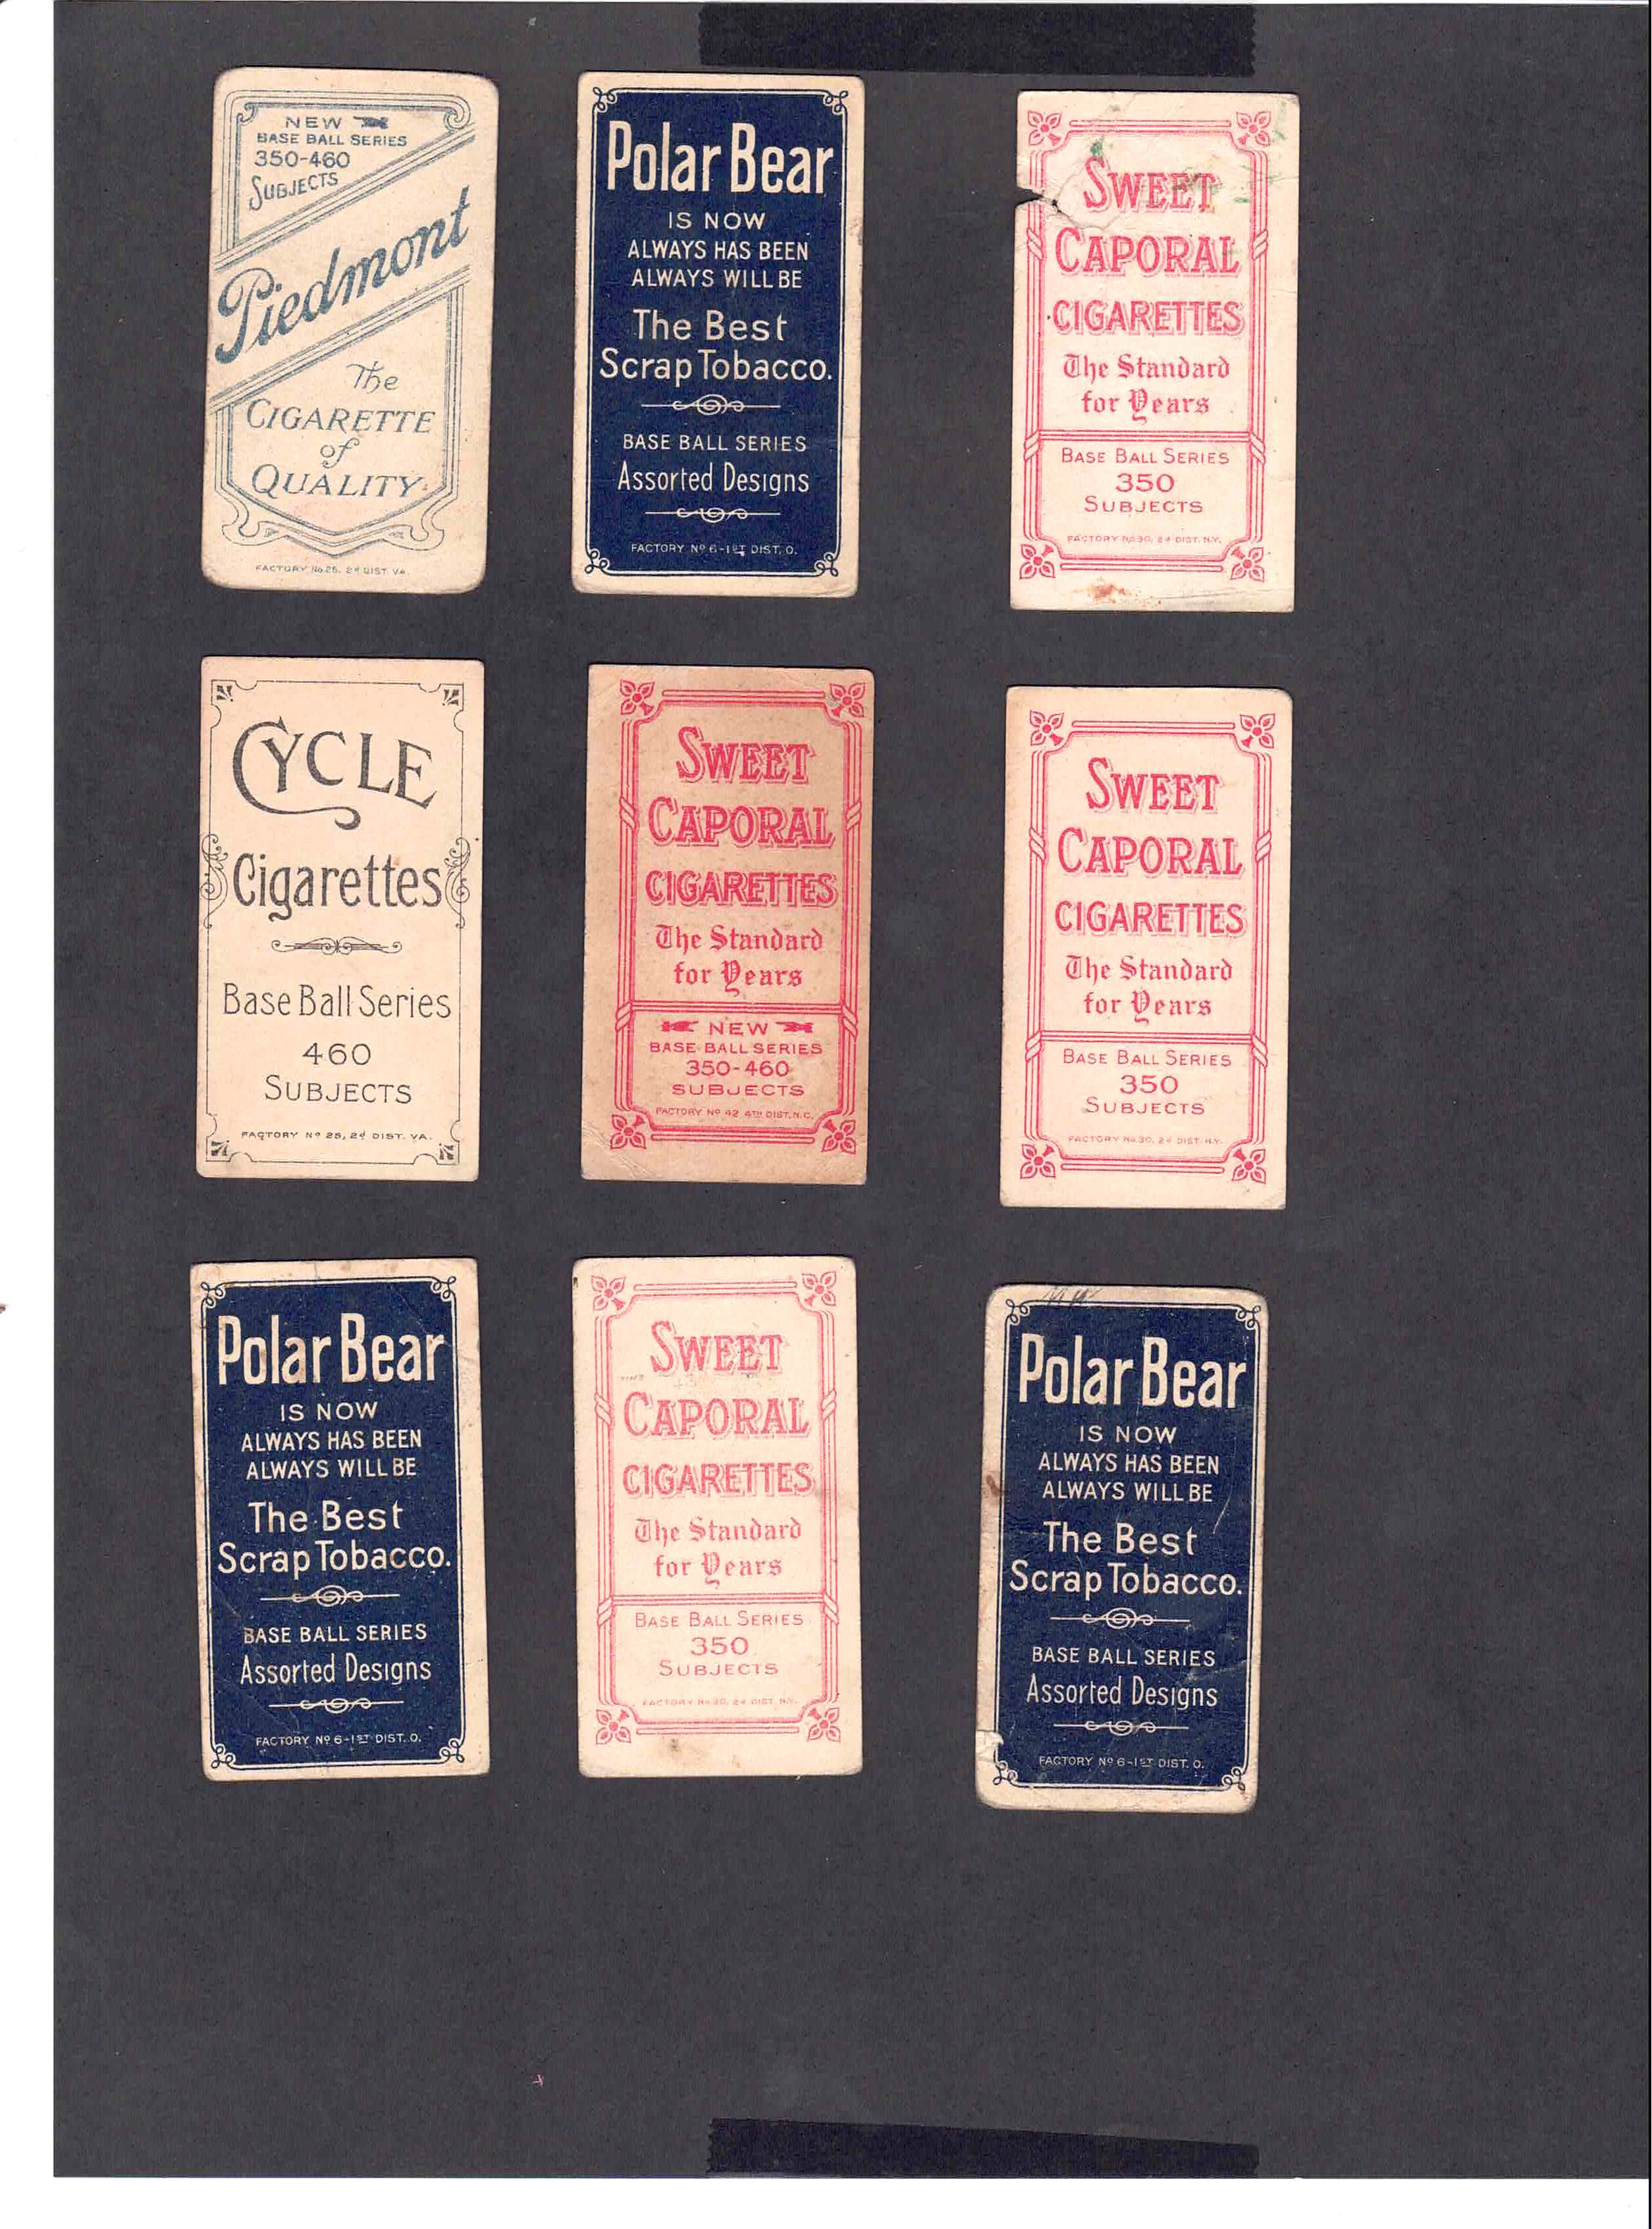 NEW
BASE BALL SERIES
350-460
SUBJECTS
Piedmont
The
CIGARETTE
of
QUALITY
FACTORY No.25, 2d DIST. VA.
Polar Bear
IS NOW
ALWAYS HAS BEEN
ALWAYS WILL BE
The Best
Scrap Tobacco.
BASE BALL SERIES
Assorted Designs
FACTORY No 6-1ST DIST. O.
SWEET
CAPORAL
CIGARETTES
The Standard
for Years
BASE BALL SERIES
350
SUBJECTS
FACTORY No.30, 2d DIST. N.Y.
CYCLE
Cigarettes
Base Ball Series
460
SUBJECTS
FACTORY No 25, 2d DIST. VA.
SWEET
CAPORAL
CIGARETTES
The Standard
for Years
NEW
BASE BALL SERIES
350-460
SUBJECTS
FACTORY No 42 4TH DIST. N.C.
SWEET
CAPORAL
CIGARETTES
The Standard
for Years
BASE BALL SERIES
350
SUBJECTS
FACTORY No.30, 2d DIST. N.Y.
Polar Bear
IS NOW
ALWAYS HAS BEEN
ALWAYS WILL BE
The Best
Scrap Tobacco.
BASE BALL SERIES
Assorted Designs
FACTORY No 6-1ST DIST. O.
SWEET
CAPORAL
CIGARETTES
The Standard
for Years
BASE BALL SERIES
350
SUBJECTS
FACTORY No.30, 2d DIST. N.Y.
Polar Bear
IS NOW
ALWAYS HAS BEEN
ALWAYS WILL BE
The Best
Scrap Tobacco.
BASE BALL SERIES
Assorted Designs
FACTORY No 6-1ST DIST. O.